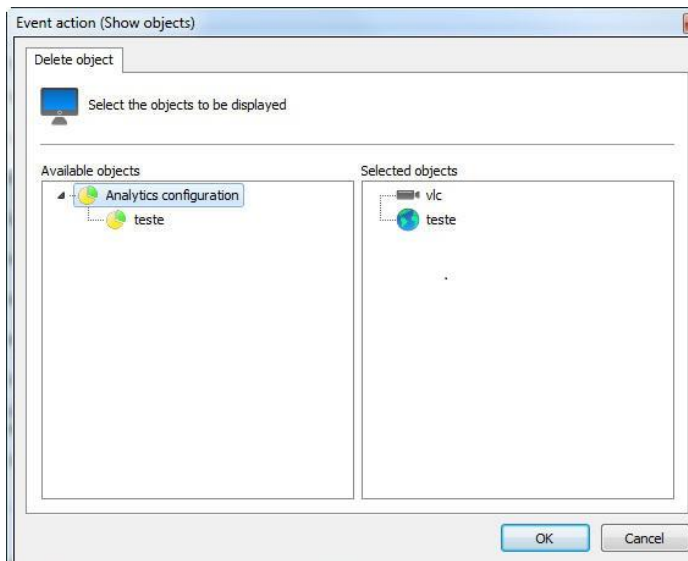 Event action (Show objects)
Delete object
Select the objects to be displayed
Available objects
Analytics configuration
teste
Selected objects
vlc
teste
OK
Cancel